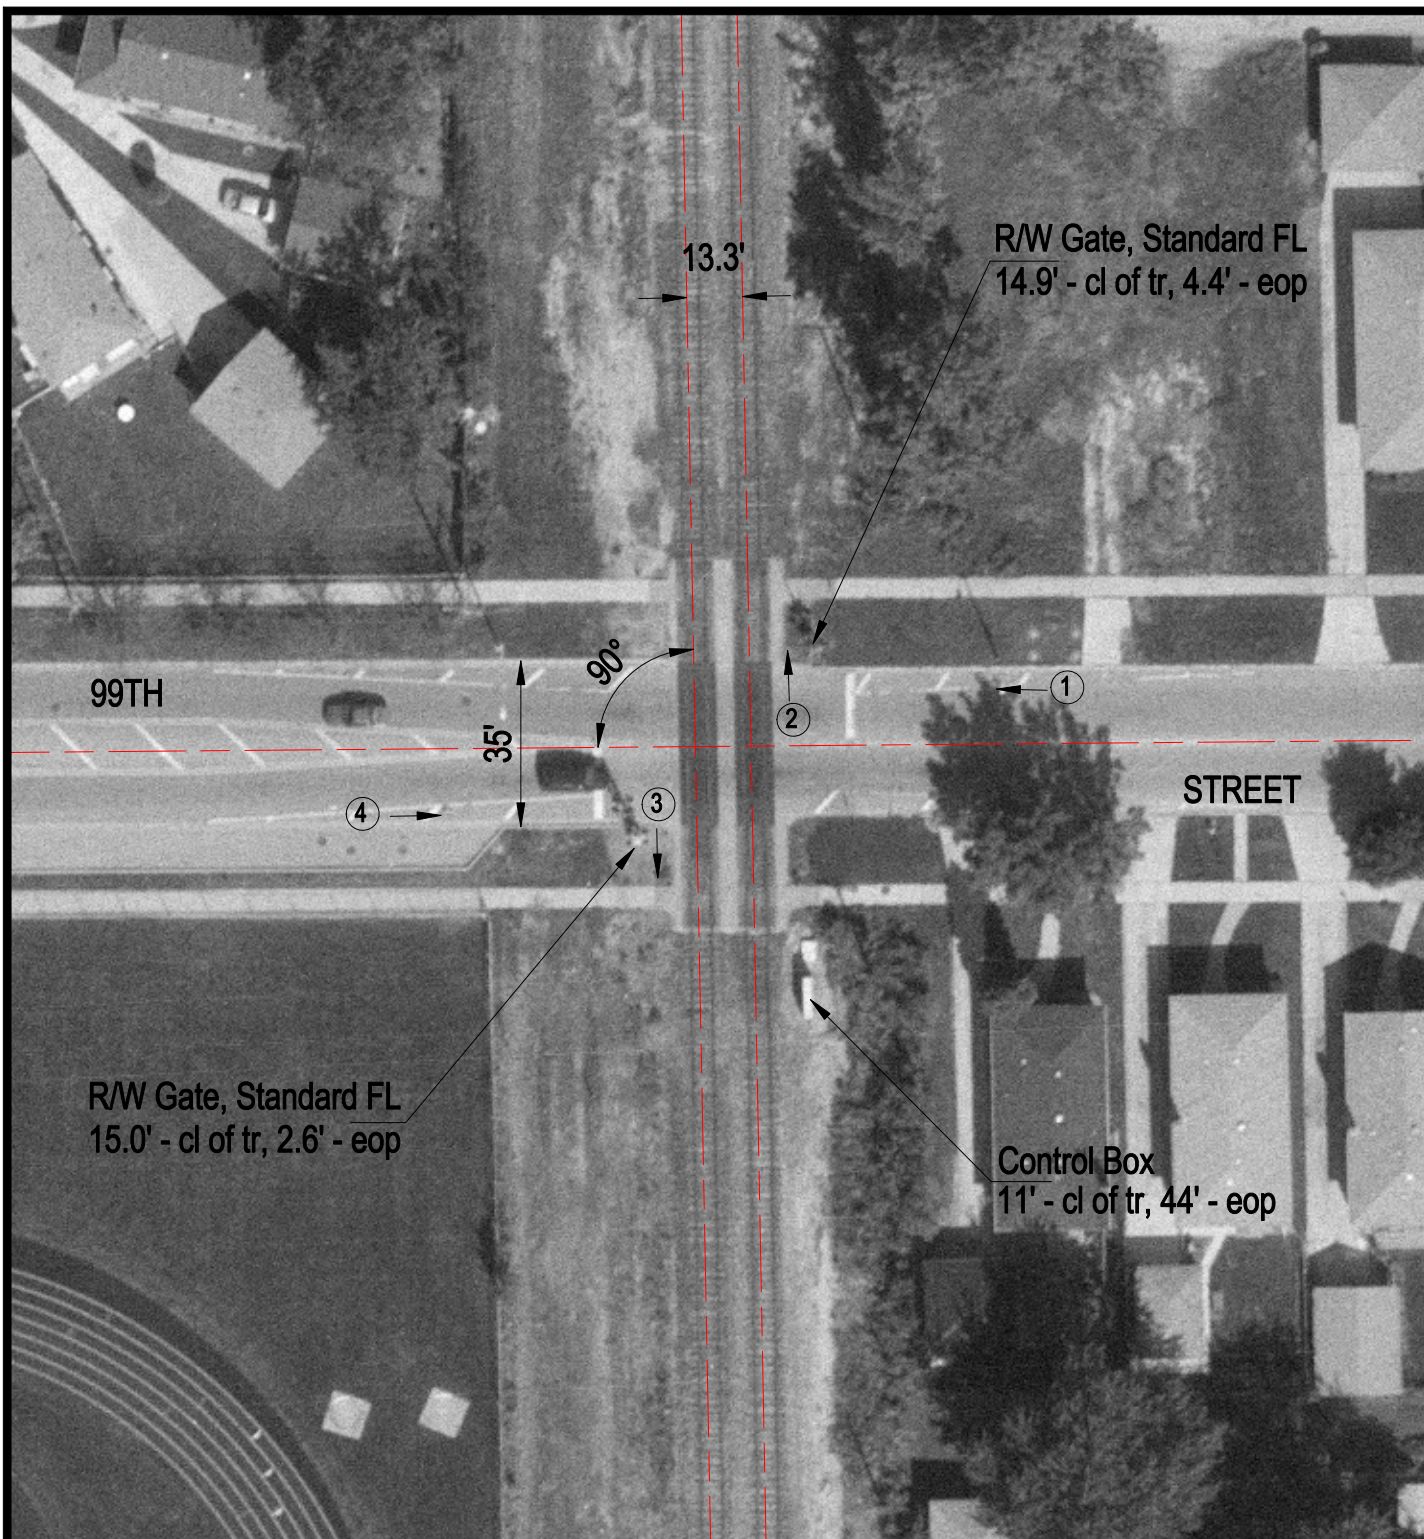 13.3'
R/W Gate, Standard FL
14.9' - cl of tr, 4.4' - eop
90°
99TH
1
2
35'
3
STREET
4
R/W Gate, Standard FL
15.0' - cl of tr, 2.6' - eop
Control Box
11' - cl of tr, 44' - eop